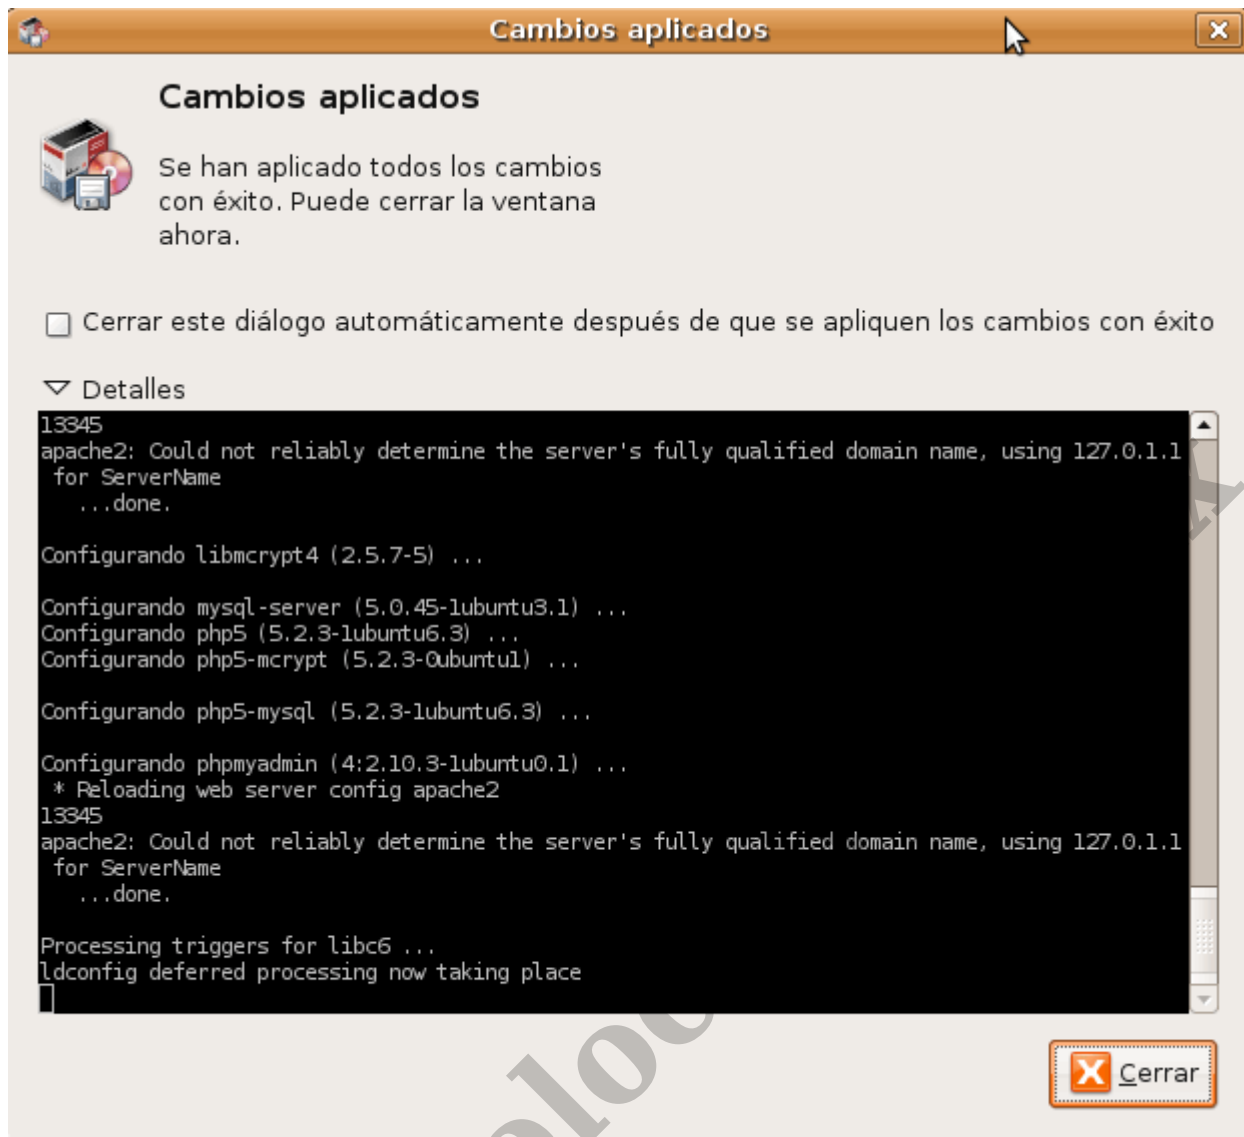 Cambios aplicados
Cambios aplicados
Se han aplicado todos los cambios
con éxito. Puede cerrar la ventana
ahora.
Cerrar este diálogo automáticamente después de que se apliquen los cambios con éxito
Detalles
13345
apache2: Could not reliably determine the server's fully qualified domain name, using 127.0.1.1
for ServerName
...done.
Configurando libmcrypt4 (2.5.7-5) ...
Configurando mysql-server (5.0.45-1ubuntu3.1) ...
Configurando php5 (5.2.3-1ubuntu6.3) ...
Configurando php5-mcrypt (5.2.3-0ubuntu1) ...
Configurando php5-mysql (5.2.3-1ubuntu6.3) ...
Configurando phpmyadmin (4:2.10.3-1ubuntu0.1) ...
* Reloading web server config apache2
13345
apache2: Could not reliably determine the server's fully qualified domain name, using 127.0.1.1
for ServerName
...done.
Processing triggers for libc6 ...
ldconfig deferred processing now taking place
Cerrar